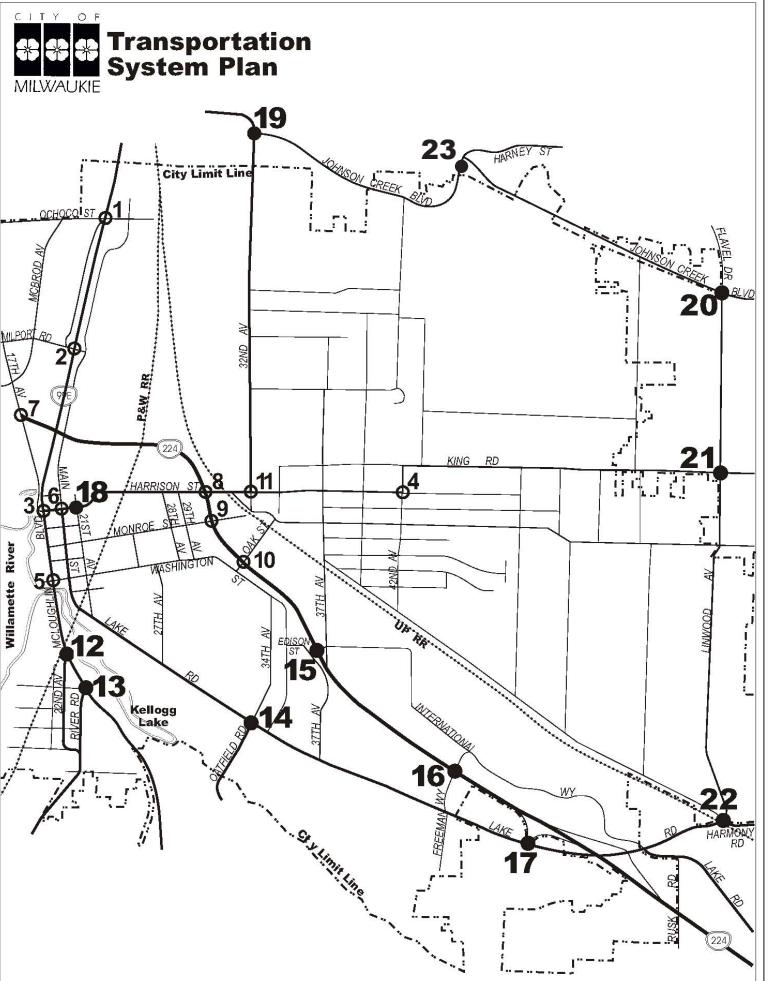 CITY OF
MILWAUKIE
Transportation
System Plan
19
23
HARNEY ST
JOHNSON CREEK BLVD
City Limit Line
OCHOCO ST
1
MCBROD AV
FLAVEL DR
JOHNSON CREEK
BLVD
20
MILPORT RD
2
32ND AV
17TH AV
P&W RR
99E
7
224
KING RD
21
MAIN
HARRISON ST
8
11
4
3
6
18
BLVD
21ST
28TH AV
29TH AV
9
MONROE ST
OAK ST
10
WASHINGTON ST
ST
AV
5
42ND AV
Willamette River
MCLOUGHLIN
27TH AV
37TH AV
UP RR
LINWOOD AV
LAKE RD
34TH AV
EDISON ST
15
12
13
22ND AV
RIVER RD
Kellogg
Lake
14
OATFIELD RD
37TH AV
INTERNATIONAL WY
16
FREEMAN WY
22
LAKE RD
17
HARMONY
RD
City Limit Line
LAKE RD
RUSK RD
224